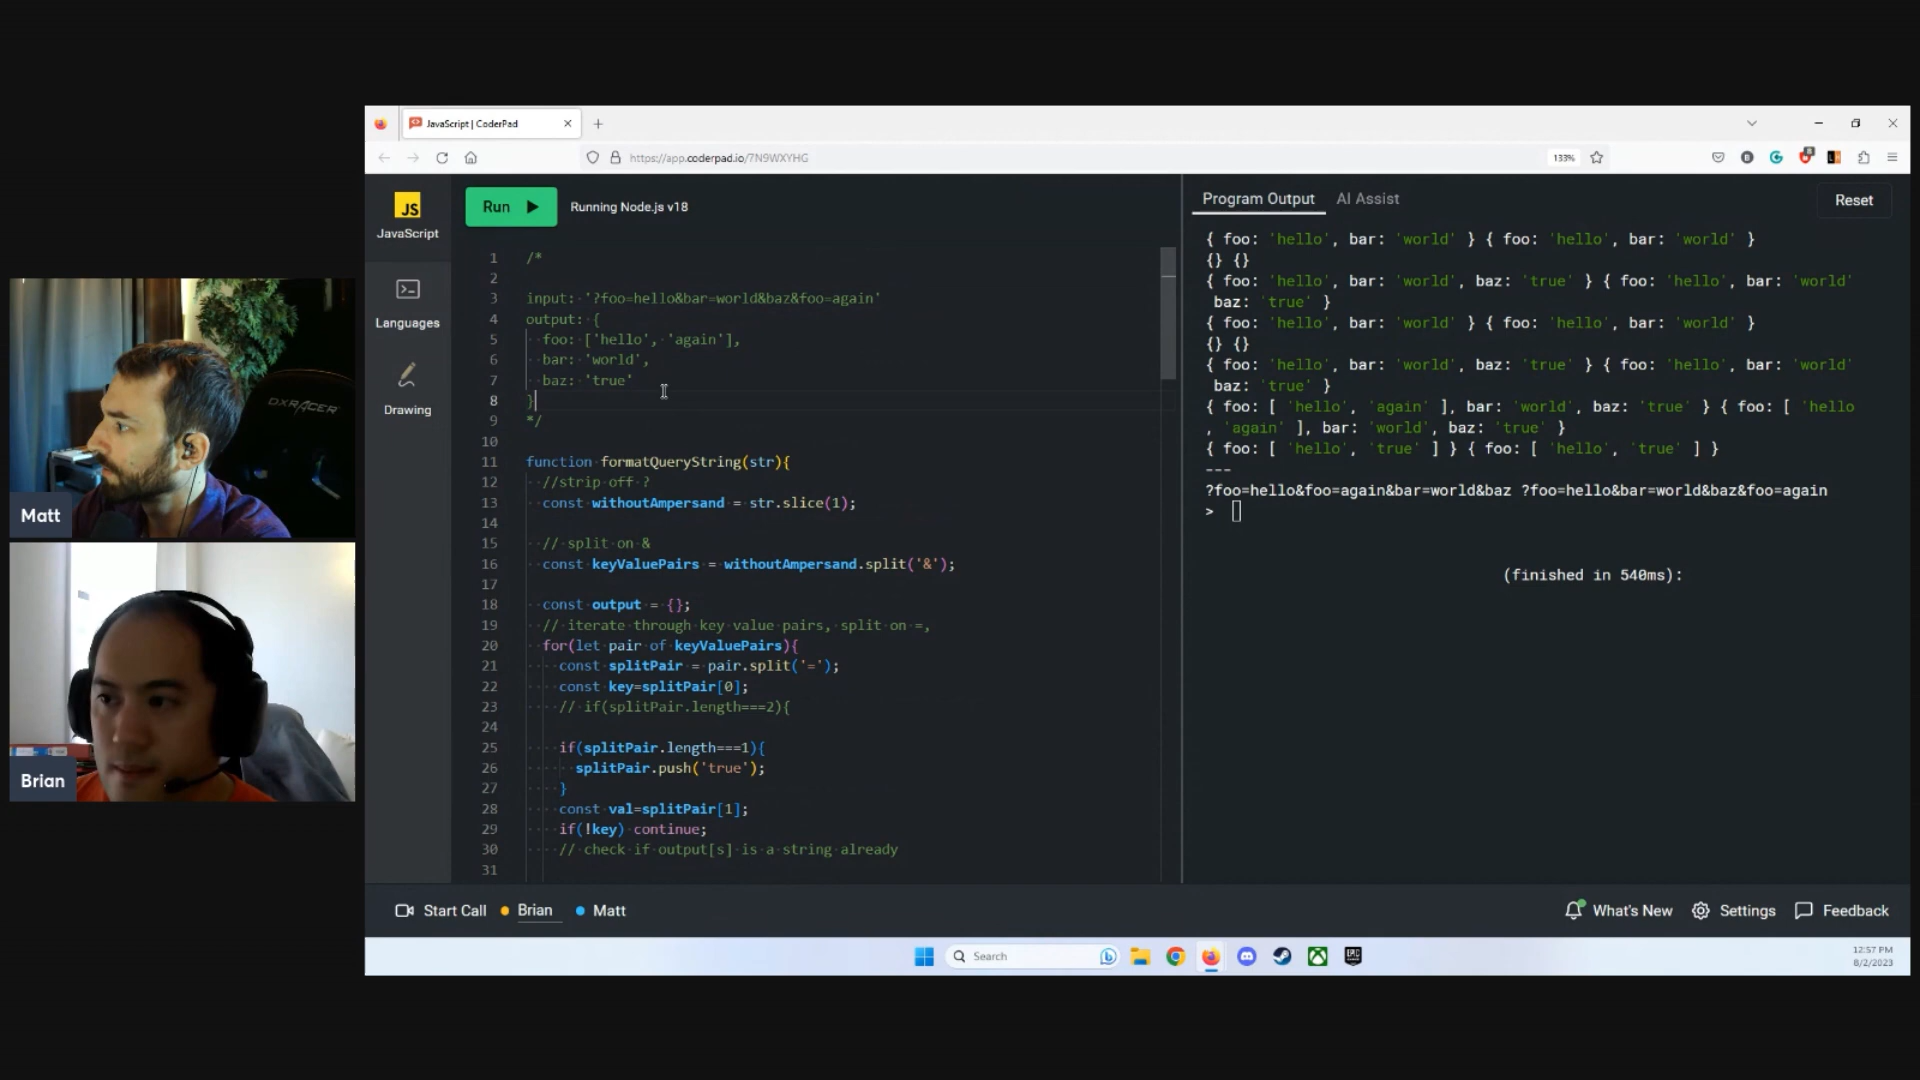 JavaScript | CoderPad
https://app.coderpad.io/7N9WXYHG
133%
JS
JavaScript
Languages
Drawing
Run
Running Node.js v18
1 /*
2
3 input: '?foo=hello&bar=world&baz&foo=again'
4 output: {
5 foo: ['hello', 'again'],
6 bar: 'world',
7 baz: 'true'
8 }
9 */
10
11 function formatQueryString(str){
12 //strip off ?
13 const withoutAmpersand = str.slice(1);
14
15 // split on &
16 const keyValuePairs = withoutAmpersand.split('&');
17
18 const output = {};
19 // iterate through key value pairs, split on =,
20 for(let pair of keyValuePairs){
21 const splitPair = pair.split('=');
22 const key=splitPair[0];
23 // if(splitPair.length===2){
24
25 if(splitPair.length===1){
26 splitPair.push('true');
27 }
28 const val=splitPair[1];
29 if(!key) continue;
30 // check if output[s] is a string already
31
Program Output
AI Assist
Reset
{ foo: 'hello', bar: 'world' } { foo: 'hello', bar: 'world' }
{} {}
{ foo: 'hello', bar: 'world', baz: 'true' } { foo: 'hello', bar: 'world'
baz: 'true' }
{ foo: 'hello', bar: 'world' } { foo: 'hello', bar: 'world' }
{} {}
{ foo: 'hello', bar: 'world', baz: 'true' } { foo: 'hello', bar: 'world'
baz: 'true' }
{ foo: [ 'hello', 'again' ], bar: 'world', baz: 'true' } { foo: [ 'hello
, 'again' ], bar: 'world', baz: 'true' }
{ foo: [ 'hello', 'true' ] } { foo: [ 'hello', 'true' ] }
---
?foo=hello&foo=again&bar=world&baz ?foo=hello&bar=world&baz&foo=again
>
(finished in 540ms):
DXRACER
Matt
Brian
Start Call
Brian
Matt
What's New
Settings
Feedback
Search
EPIC
12:57 PM
8/2/2023